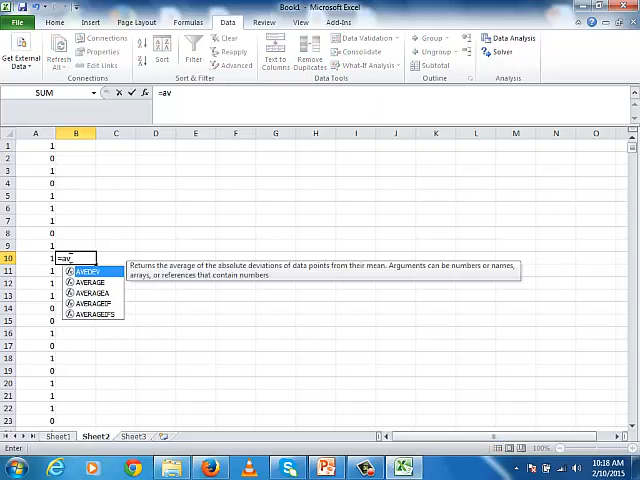 Book1 - Microsoft Excel
File Home Insert Page Layout Formulas Data Review View Add-Ins
Get External Data
Refresh All
Connections
Properties
Edit Links
Connections
Sort
Filter
Clear
Reapply
Advanced
Sort & Filter
Text to Columns
Remove Duplicates
Data Validation
Consolidate
What-If Analysis
Data Tools
Group
Ungroup
Subtotal
Outline
Data Analysis
Solver
Analysis
SUM fx =av
A B C D E F G H I J K L M N O
1 1
2 0
3 1
4 0
5 1
6 1
7 1
8 0
9 1
10 1 =av
11 1 AVEDEV
Returns the average of the absolute deviations of data points from their mean. Arguments can be numbers or names,
arrays, or references that contain numbers
12 1 AVERAGE
13 1 AVERAGEA
14 0 AVERAGEIF
15 0 AVERAGEIFS
16 1
17 0
18 1
19 0
20 1
21 1
22 1
23 0
Sheet1 Sheet2 Sheet3
Enter 100%
10:18 AM
2/10/2015